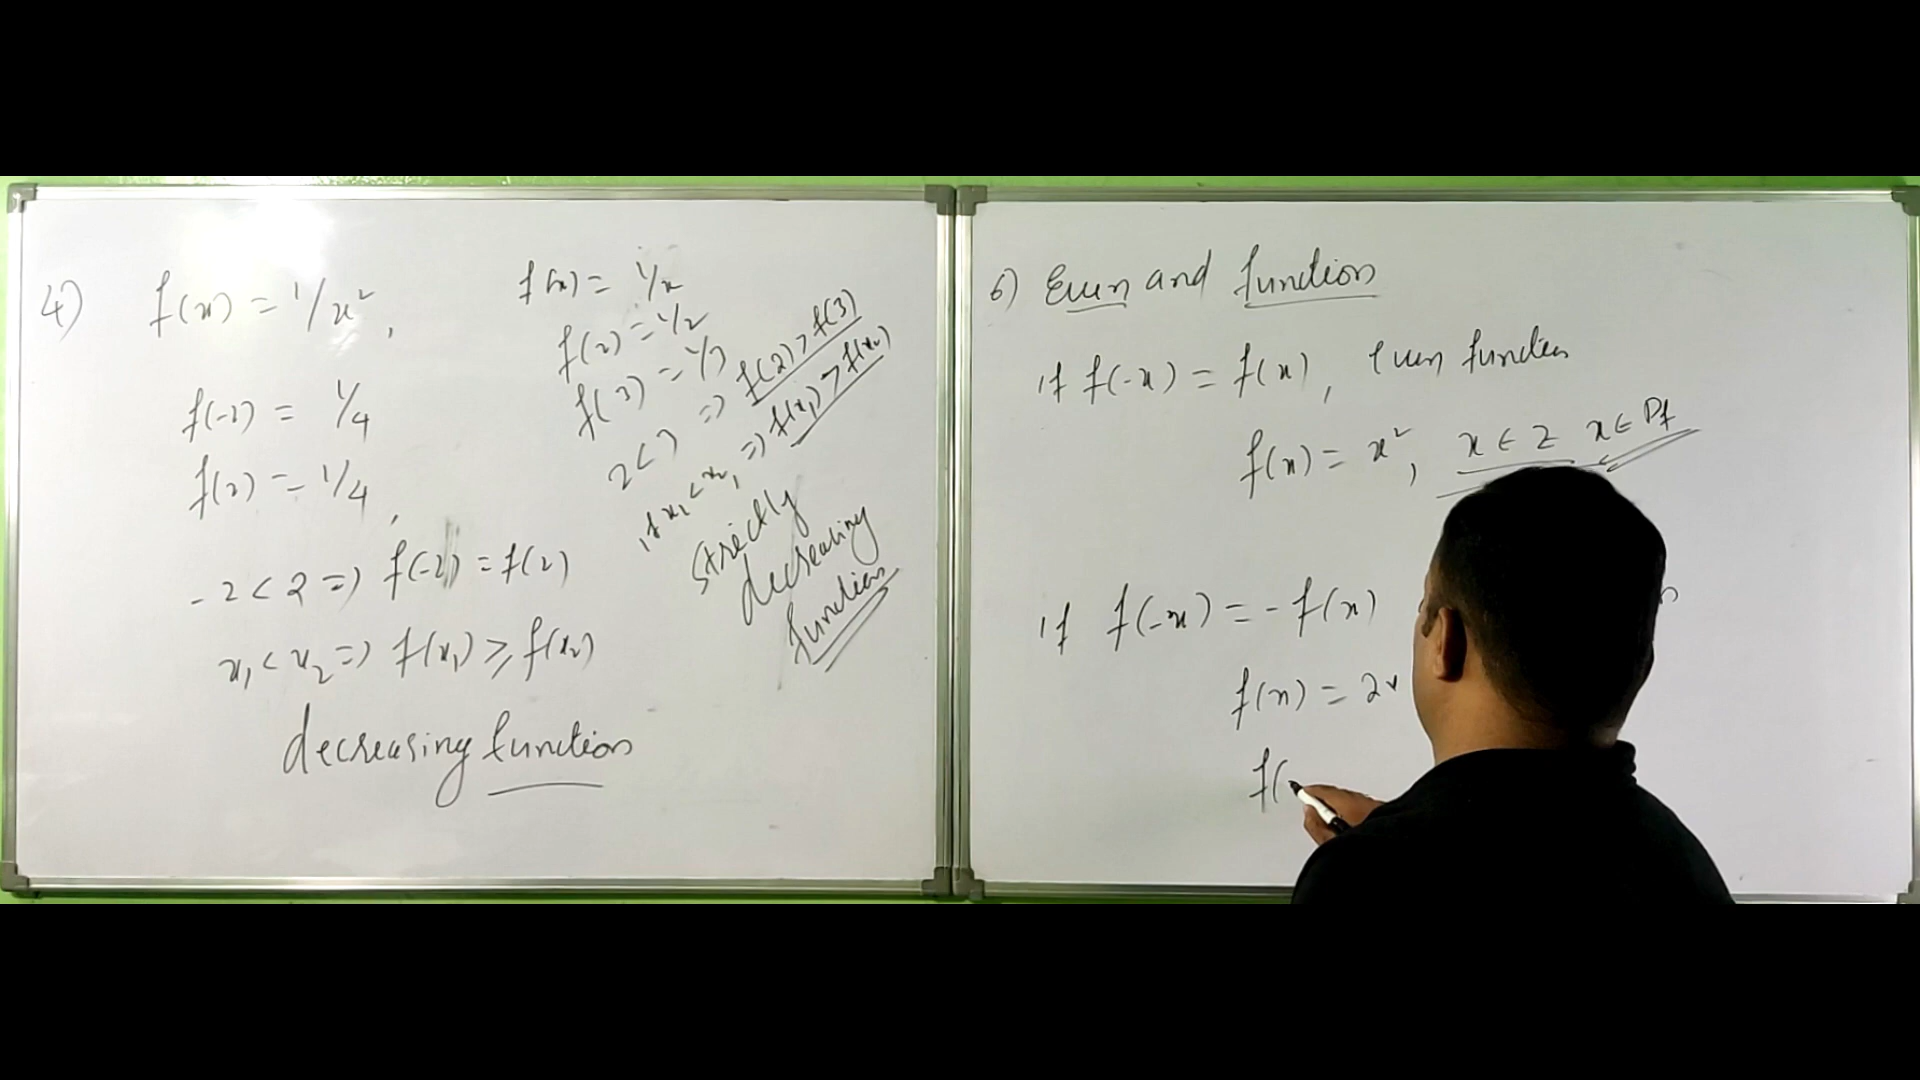 4) f(x) = 1/x²,
f(-2) = 1/4
f(2) = 1/4,
-2 < 2 => f(-2) = f(2)
x₁ < x₂ => f(x₁) ≥ f(x₂)
decreasing function
f(x) = 1/x
f(2) = 1/2
f(3) = 1/3
2 < 3 => f(2) > f(3)
if x₁ < x₂, => f(x₁) > f(x₂)
strictly
decreasing
function
6) Even and function
if f(-x) = f(x), Even function
f(x) = x², x ∈ Z x ∈ Df
if f(-x) = -f(x)
f(x) = 2x
f(